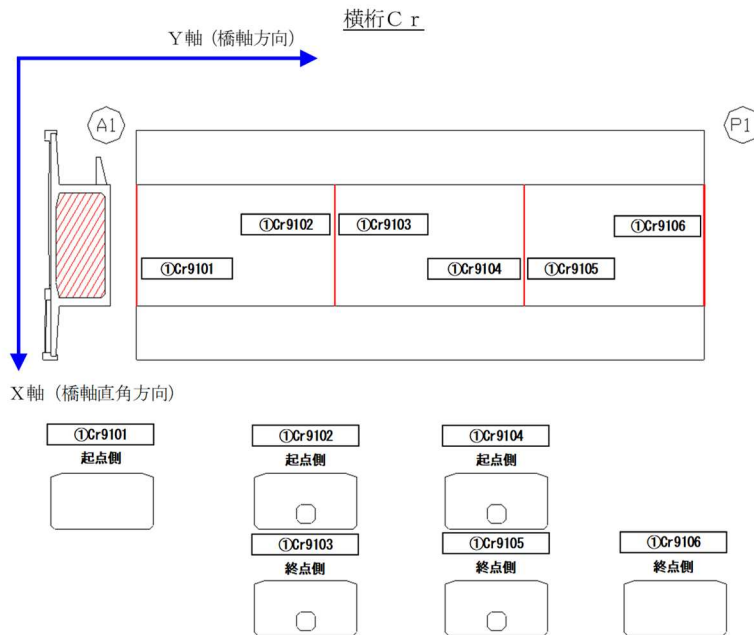 横桁Ｃｒ
Ｙ軸（橋軸方向）
A1
P1
①Cr9102
①Cr9103
①Cr9106
①Cr9101
①Cr9104
①Cr9105
Ｘ軸（橋軸直角方向）
①Cr9101
①Cr9102
①Cr9104
起点側
起点側
起点側
①Cr9103
①Cr9105
①Cr9106
終点側
終点側
終点側